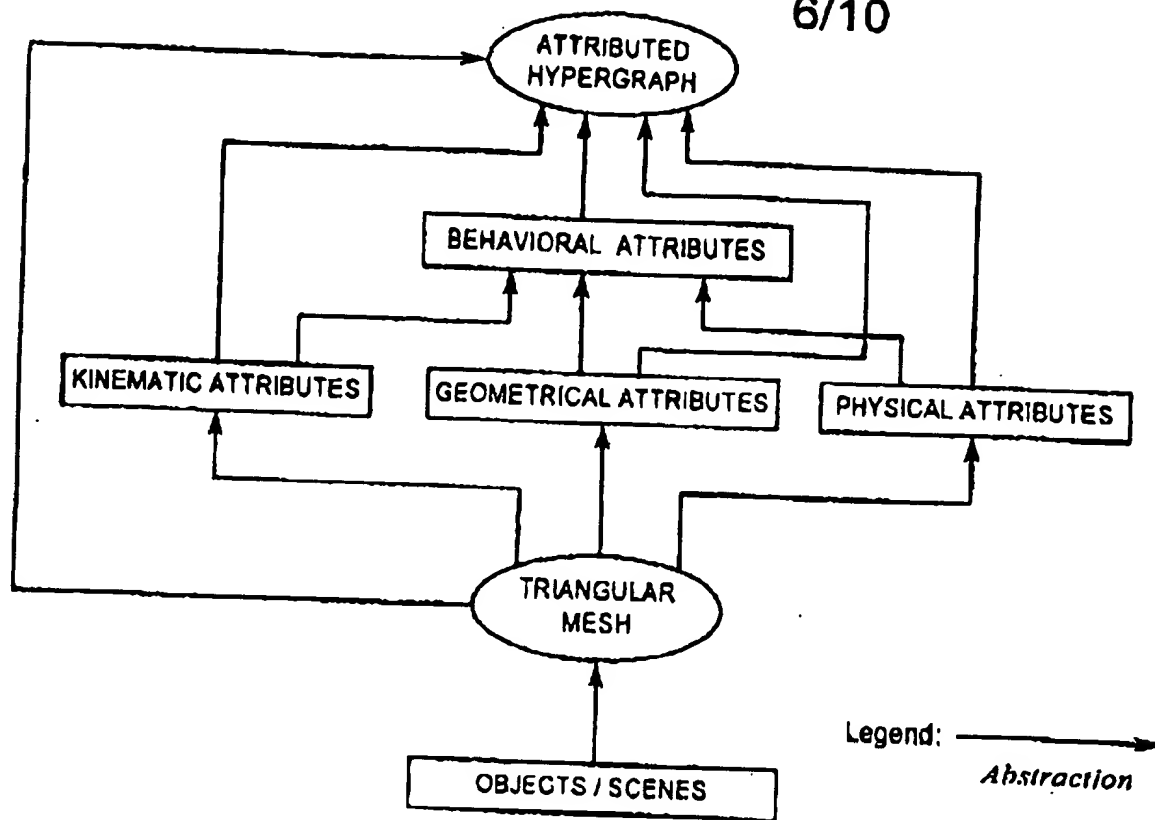 6/10
ATTRIBUTED
HYPERGRAPH
BEHAVIORAL ATTRIBUTES
KINEMATIC ATTRIBUTES
GEOMETRICAL ATTRIBUTES
PHYSICAL ATTRIBUTES
TRIANGULAR
MESH
Legend:
Abstraction
OBJECTS / SCENES